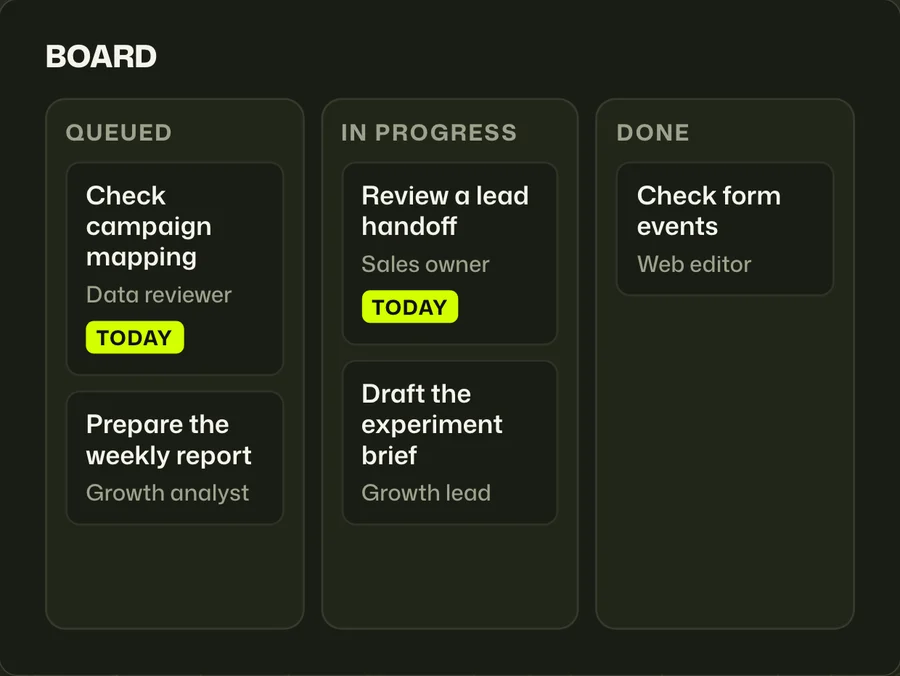 BOARD
QUEUED
Check
campaign
mapping
Data reviewer
TODAY
Prepare the
weekly report
Growth analyst
IN PROGRESS
Review a lead
handoff
Sales owner
TODAY
Draft the
experiment
brief
Growth lead
DONE
Check form
events
Web editor